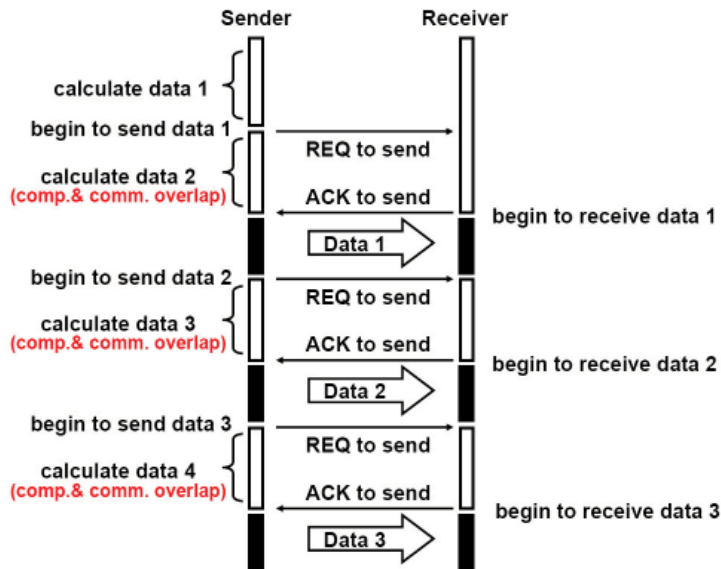 Sender
Receiver
calculate data 1
begin to send data 1
REQ to send
calculate data 2
(comp.& comm. overlap)
ACK to send
begin to receive data 1
Data 1
begin to send data 2
REQ to send
calculate data 3
(comp.& comm. overlap)
ACK to send
begin to receive data 2
Data 2
begin to send data 3
REQ to send
calculate data 4
(comp.& comm. overlap)
ACK to send
begin to receive data 3
Data 3